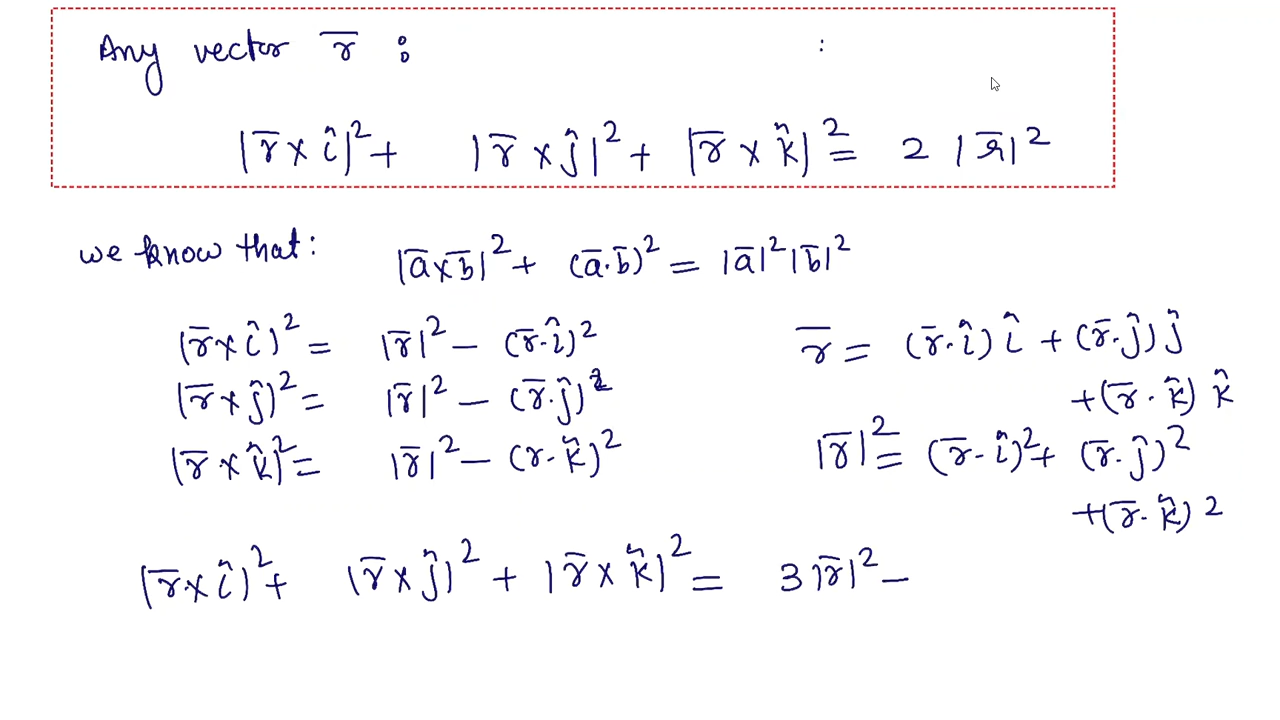 Any vector r̅ :
|r̅ × î|² + |r̅ × ĵ|² + |r̅ × k̂|² = 2 |r̅|²
we know that: |a̅ × b̅|² + (a̅.b̅)² = |a̅|² |b̅|²
|r̅ × î|² = |r̅|² − (r̅.î)²
|r̅ × ĵ|² = |r̅|² − (r̅.ĵ)²
|r̅ × k̂|² = |r̅|² − (r.k̂)²
r̅ = (r̅.î) î + (r̅.ĵ) ĵ
+ (r̅.k̂) k̂
|r̅|² = (r̅.î)² + (r̅.ĵ)²
+ (r̅.k̂)²
|r̅ × î|² + |r̅ × ĵ|² + |r̅ × k̂|² = 3 |r̅|² −